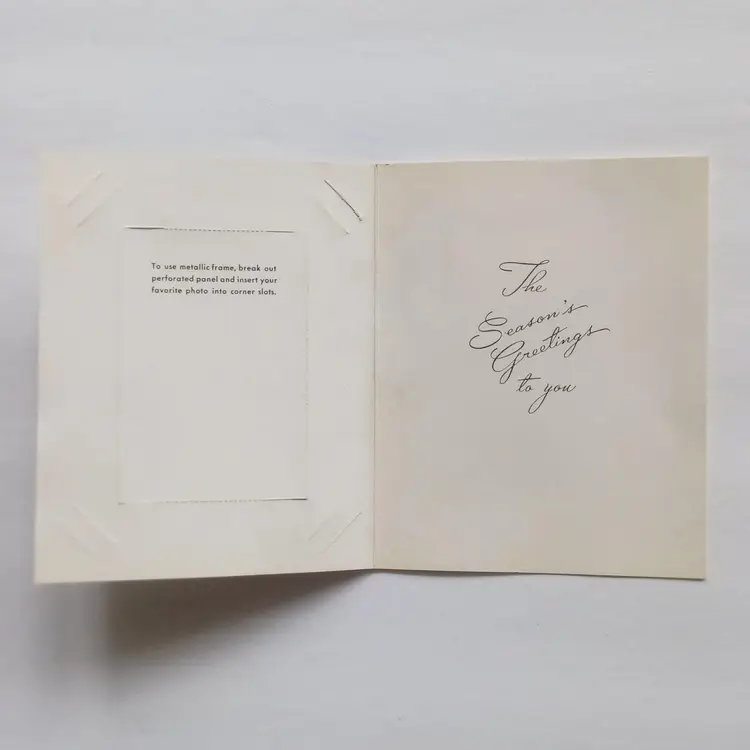 To use metallic frame, break out
perforated panel and insert your
favorite photo into corner slots.
The
Season's
Greetings
to you